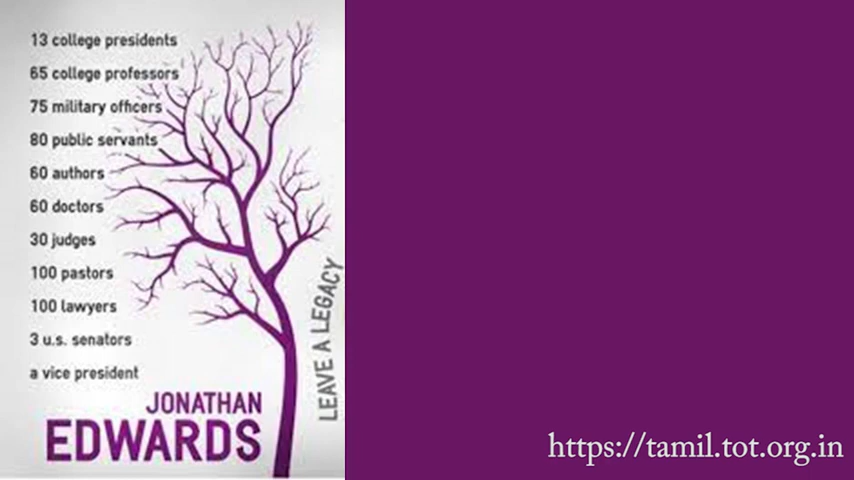 13 college presidents
65 college professors
75 military officers
80 public servants
60 authors
60 doctors
30 judges
100 pastors
100 lawyers
3 u.s. senators
a vice president
JONATHAN
EDWARDS
LEAVE A LEGACY
https://tamil.tot.org.in